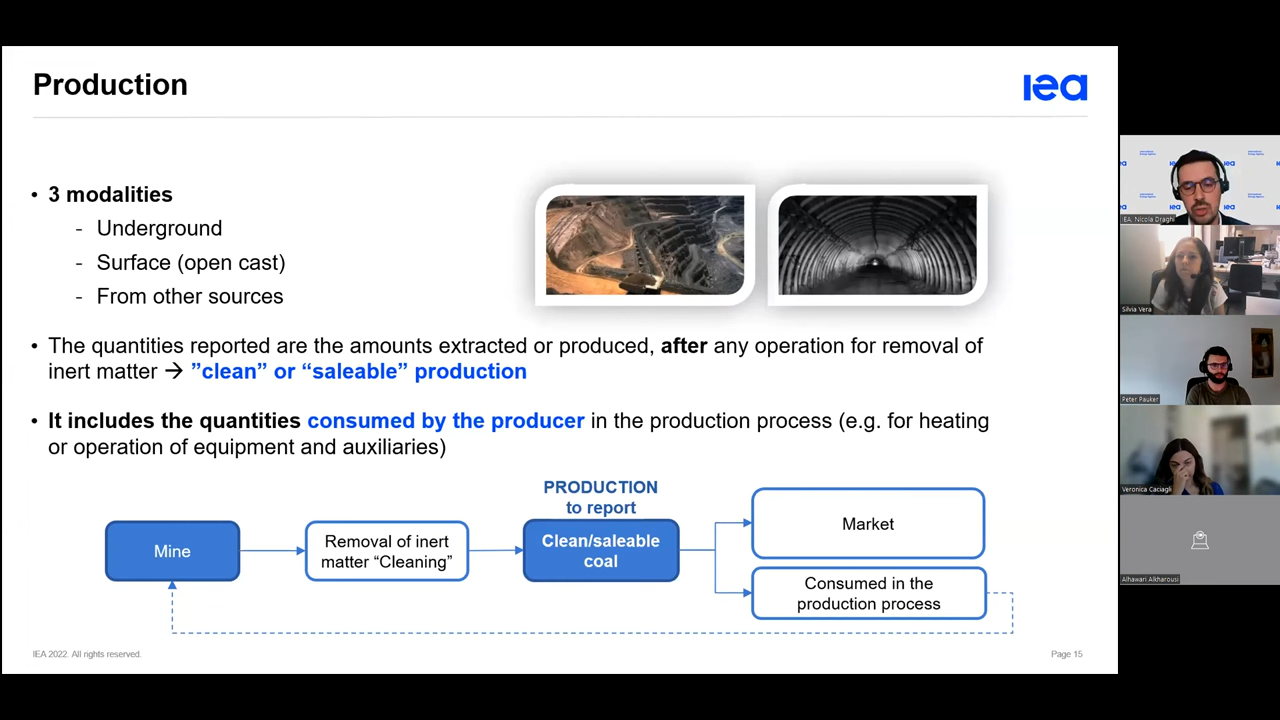 Production
iea
• 3 modalities
- Underground
- Surface (open cast)
- From other sources
• The quantities reported are the amounts extracted or produced, after any operation for removal of
inert matter → ”clean” or “saleable” production
• It includes the quantities consumed by the producer in the production process (e.g. for heating
or operation of equipment and auxiliaries)
PRODUCTION
to report
Mine
Removal of inert
matter “Cleaning”
Clean/saleable
coal
Market
Consumed in the
production process
IEA 2022. All rights reserved.
Page 15
IEA, Nicola Draghi
Silvia Vera
Peter Pauker
Veronica Caciagli
Alhawari Alkharousi